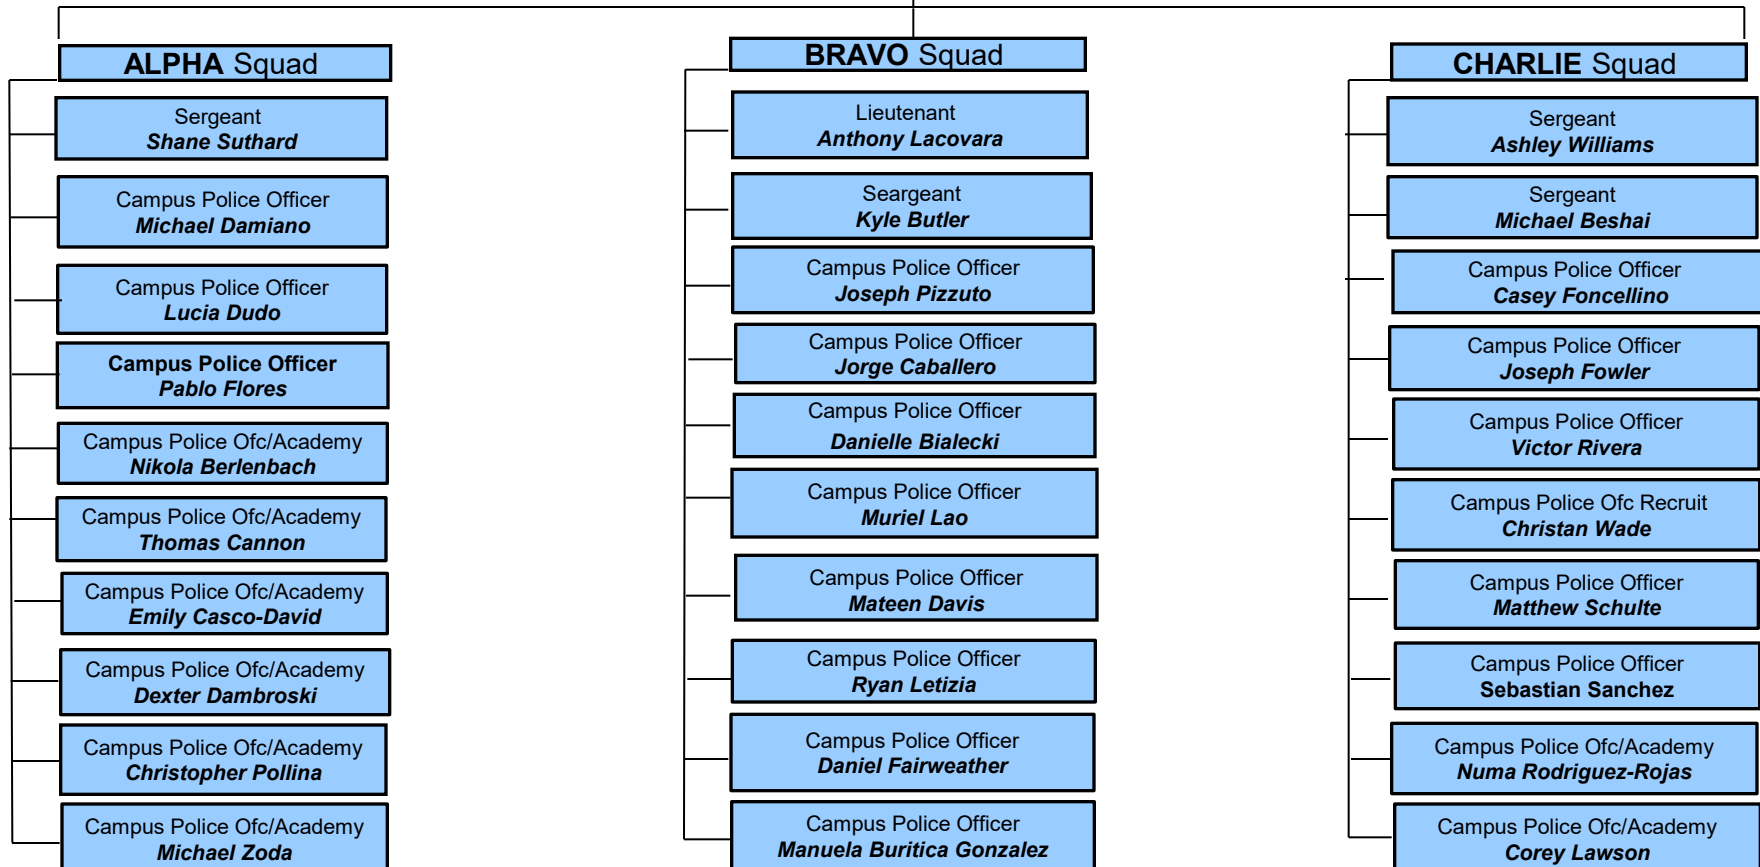 ALPHA Squad
Sergeant
Shane Suthard
Campus Police Officer
Michael Damiano
Campus Police Officer
Lucia Dudo
Campus Police Officer
Pablo Flores
Campus Police Ofc/Academy
Nikola Berlenbach
Campus Police Ofc/Academy
Thomas Cannon
Campus Police Ofc/Academy
Emily Casco-David
Campus Police Ofc/Academy
Dexter Dambroski
Campus Police Ofc/Academy
Christopher Pollina
Campus Police Ofc/Academy
Michael Zoda
BRAVO Squad
Lieutenant
Anthony Lacovara
Seargeant
Kyle Butler
Campus Police Officer
Joseph Pizzuto
Campus Police Officer
Jorge Caballero
Campus Police Officer
Danielle Bialecki
Campus Police Officer
Muriel Lao
Campus Police Officer
Mateen Davis
Campus Police Officer
Ryan Letizia
Campus Police Officer
Daniel Fairweather
Campus Police Officer
Manuela Buritica Gonzalez
CHARLIE Squad
Sergeant
Ashley Williams
Sergeant
Michael Beshai
Campus Police Officer
Casey Foncellino
Campus Police Officer
Joseph Fowler
Campus Police Officer
Victor Rivera
Campus Police Ofc Recruit
Christan Wade
Campus Police Officer
Matthew Schulte
Campus Police Officer
Sebastian Sanchez
Campus Police Ofc/Academy
Numa Rodriguez-Rojas
Campus Police Ofc/Academy
Corey Lawson